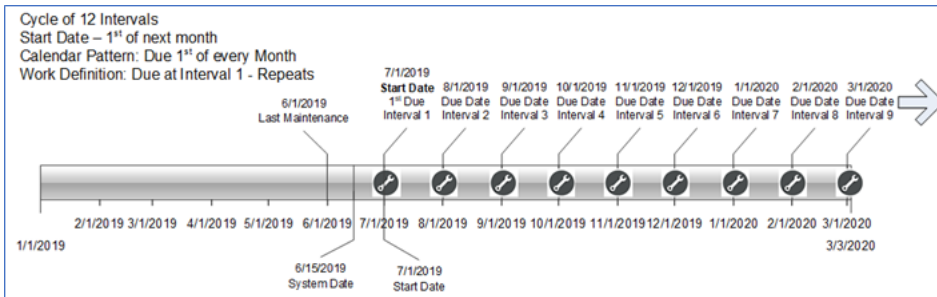 Cycle of 12 Intervals
Start Date – 1st of next month
Calendar Pattern: Due 1st of every Month
Work Definition: Due at Interval 1 - Repeats
6/1/2019
Last Maintenance
7/1/2019
Start Date
1st Due
Interval 1
8/1/2019
Due Date
Interval 2
9/1/2019
Due Date
Interval 3
10/1/2019
Due Date
Interval 4
11/1/2019
Due Date
Interval 5
12/1/2019
Due Date
Interval 6
1/1/2020
Due Date
Interval 7
2/1/2020
Due Date
Interval 8
3/1/2020
Due Date
Interval 9
1/1/2019
2/1/2019
3/1/2019
4/1/2019
5/1/2019
6/1/2019
7/1/2019
8/1/2019
9/1/2019
10/1/2019
11/1/2019
12/1/2019
1/1/2020
2/1/2020
3/1/2020
3/3/2020
6/15/2019
System Date
7/1/2019
Start Date